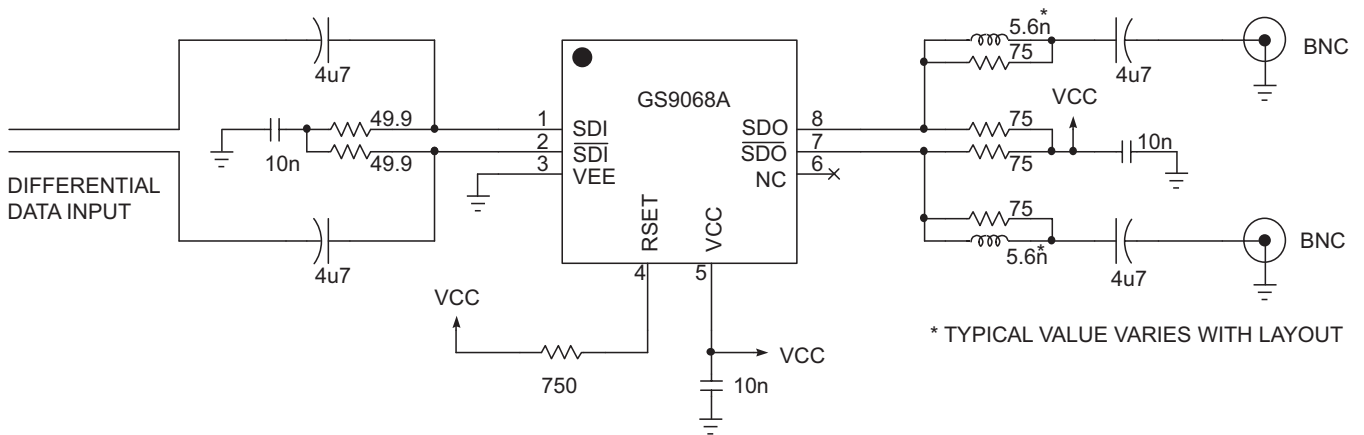 4u7
49.9
10n
49.9
DIFFERENTIAL
DATA INPUT
4u7
GS9068A
1
SDI
2
SDI
3
VEE
RSET
4
VCC
5
SDO
8
SDO
7
NC
6
VCC
750
VCC
10n
5.6n*
75
4u7
BNC
VCC
75
75
10n
75
5.6n*
4u7
BNC
* TYPICAL VALUE VARIES WITH LAYOUT